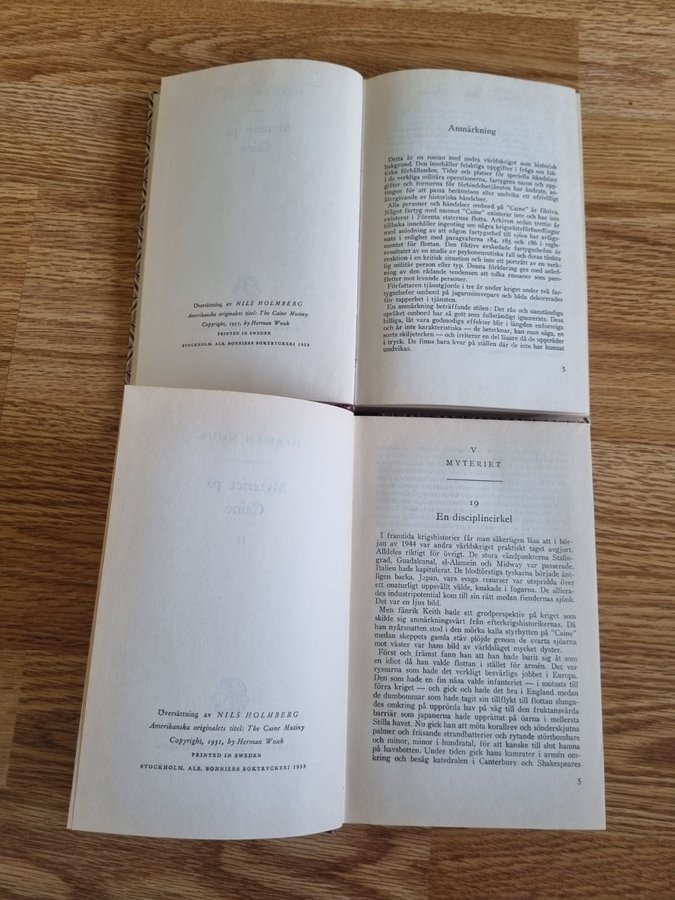 Översättning av NILS HOLMBERG
Amerikanska originalets titel: The Caine Mutiny
Copyright, 1951, by Herman Wouk
PRINTED IN SWEDEN
STOCKHOLM. ALB. BONNIERS BOKTRYCKERI 1953
Anmärkning
Detta är en roman med andra världskriget som historisk
bakgrund. Den innehåller felaktiga uppgifter i fråga om fak-
tiska förhållanden. Tider och platser för speciella händelser
i de verkliga militära operationerna, fartygens namn och upp-
gifter och formerna för förbindelsetjänsten har ändrats, an-
tingen för att passa berättelsen eller undvika ett ofrivilligt
återgivande av historiska händelser.
Alla personer och händelser ombord på "Caine" är fiktiva.
Något fartyg med namnet "Caine" existerar inte och har inte
existerat i Förenta staternas flotta. Arkiven sedan trettio år
tillbaka innehåller ingenting om några krigsrättsförhandlingar
med anledning av att någon fartygschef till sjöss har avlägs-
nats i enlighet med paragraferna 184, 185 och 186 i regle-
mentet för flottan. Den fiktive avskedade fartygschefen är
resultatet av en studie av psykoneurotiska fall och deras tänkta
reaktion i en kritisk situation och inte ett porträtt av en verk-
lig militär person eller typ. Denna förklaring ges med anled-
ning av den rådande tendensen att tolka romaner som pam-
fletter mot levande personer.
Författaren tjänstgjorde i tre år under kriget under två far-
tygschefer ombord på jagarminsvepare och båda dekorerades
för tapperhet i tjänsten.
En anmärkning beträffande stilen: Det råa och oanständiga
språket ombord har så gott som fullständigt ignorerats. Dess
billiga, låt vara godmodiga effekter blir i längden enformiga
och är inte karakteristiska — de betecknar, kan man säga, en
sorts skiljetecken — och irriterar en del läsare då de uppträder
i tryck. De finns bara kvar på ställen där de inte har kunnat
undvikas.
5
Översättning av NILS HOLMBERG
Amerikanska originalets titel: The Caine Mutiny
Copyright, 1951, by Herman Wouk
PRINTED IN SWEDEN
STOCKHOLM. ALB. BONNIERS BOKTRYCKERI 1953
V
MYTERIET
19
En disciplincirkel
I framtida krigshistorier får man säkerligen läsa att i bör-
jan av 1944 var andra världskriget praktiskt taget avgjort.
Alldeles riktigt för övrigt. De stora vändpunkterna Stalin-
grad, Guadalcanal, el-Alamein och Midway var passerade.
Italien hade kapitulerat. De blodtörstiga tyskarna började änt-
ligen backa. Japan, vars svaga resurser var utspridda över
ett onaturligt uppsvällt välde, knakade i fogarna. De alliera-
des industripotential kom till sin rätt medan fiendernas sjönk.
Det var en ljus bild.
Men fänrik Keith hade ett grodperspektiv på kriget som
skilde sig anmärkningsvärt från efterkrigshistorikernas. Då
han nyårsnatten stod i den mörka kalla styrhytten på "Caine"
medan skeppets gamla stäv plöjde genom de svarta sjöarna
mot väster var hans bild av världsläget mycket dyster.
Först och främst fann han att han hade burit sig åt som
en idiot då han valde flottan i stället för armén. Det var
ryssarna som hade det verkligt besvärliga jobbet i Europa.
Den som hade en fin näsa valde infanteriet — i motsats till
förra kriget — och gick och hade det bra i England medan
de dumbommar som hade tagit sin tillflykt till flottan slunga-
des omkring på upprörda hav på väg till den fruktansvärda
barriär som japanerna hade upprättat på öarna i mellersta
Stilla havet. Nu gick han att möta korallrev och sönderskjutna
palmer och fräsande strandbatterier och rytande störtbombare
och minor, minor i hundratal, för att kanske till slut hamna
på havsbotten. Under tiden gick hans kamrater i armén om-
kring och besåg katedralen i Canterbury och Shakespeares
5